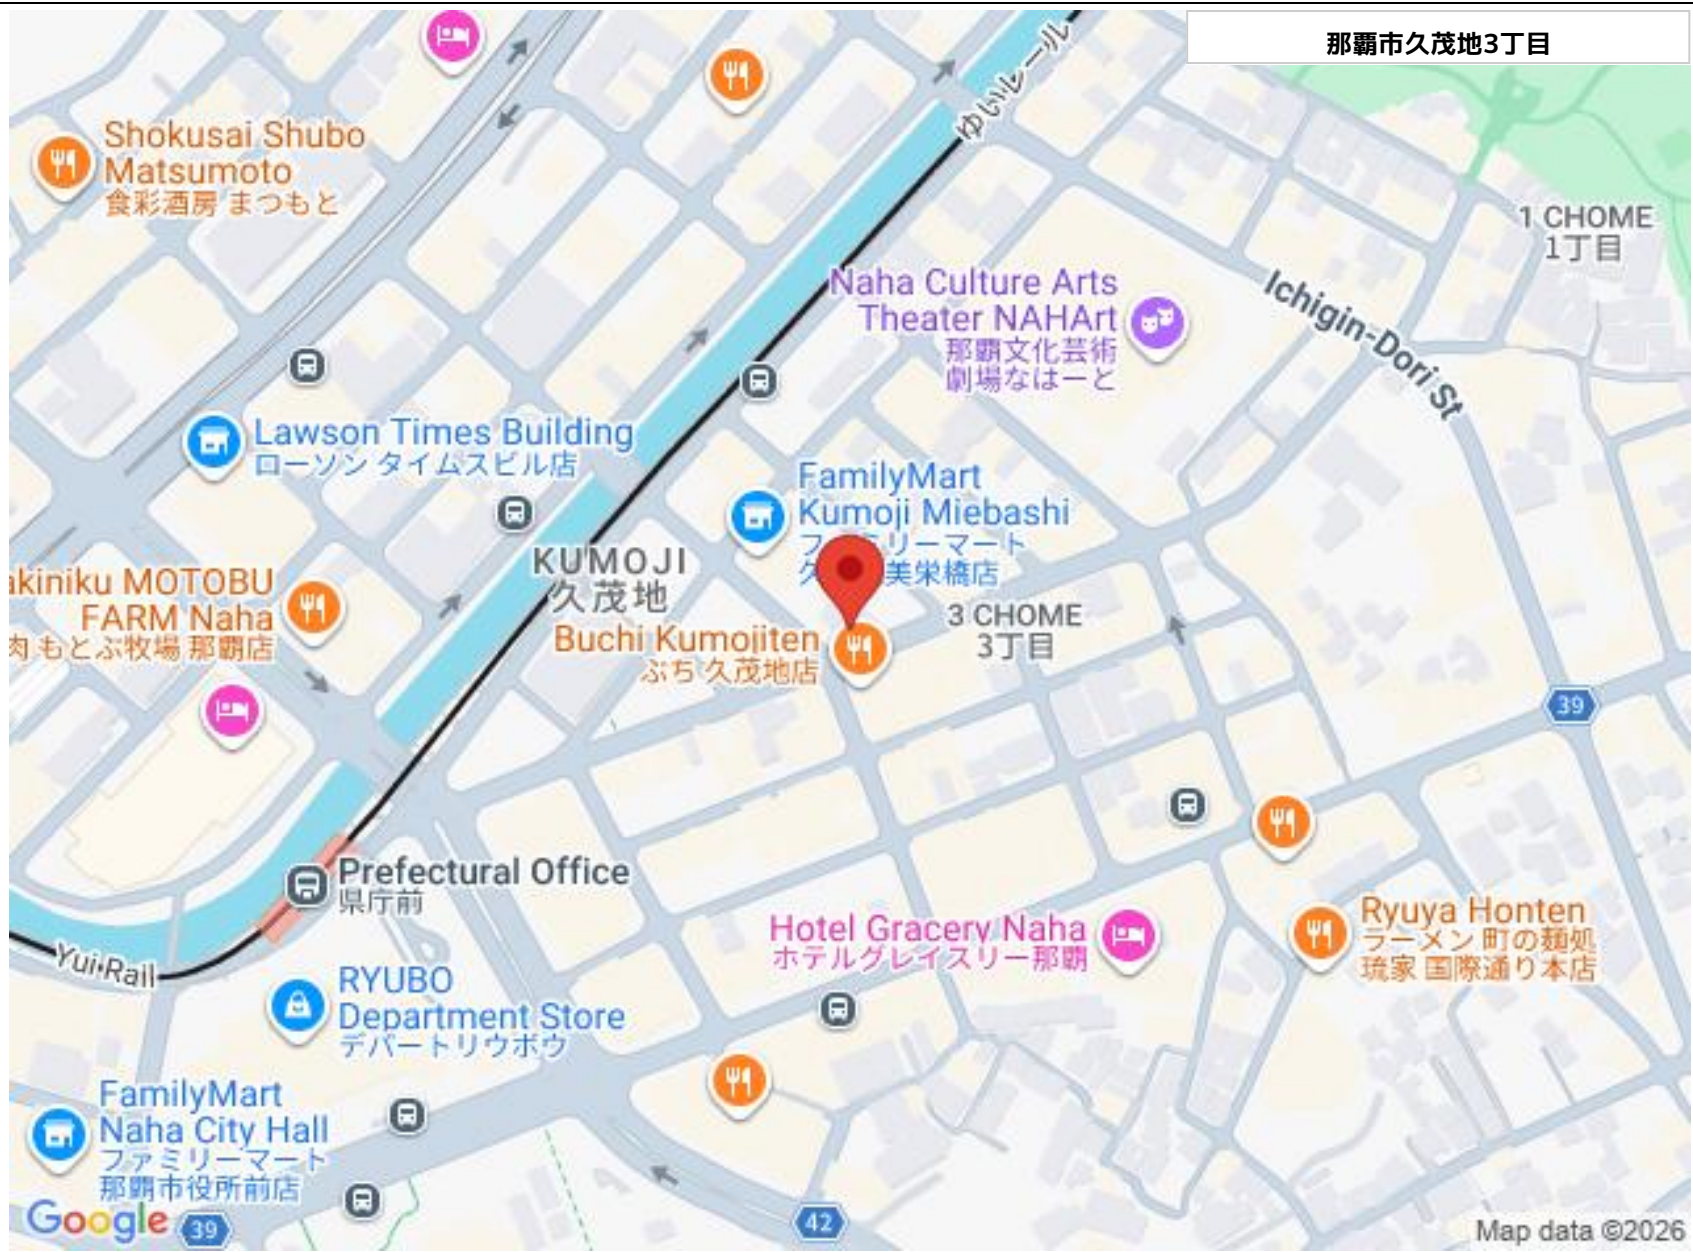 那覇市久茂地3丁目
ゆいレール
Shokusai Shubo
Matsumoto
食彩酒房 まつもと
1 CHOME
1丁目
Naha Culture Arts
Theater NAHArt
那覇文化芸術
劇場なはーと
Ichigin-Dori St
Lawson Times Building
ローソン タイムスビル店
FamilyMart
Kumoji Miebashi
フ リーマート
久 美栄橋店
KUMOJI
久茂地
akiniku MOTOBU
FARM Naha
肉 もとぶ牧場 那覇店
3 CHOME
3丁目
Buchi Kumojiten
ぶち 久茂地店
39
Prefectural Office
県庁前
Hotel Gracery Naha
ホテルグレイスリー那覇
Ryuya Honten
ラーメン 町の麺処
琉家 国際通り本店
Yui Rail
RYUBO
Department Store
デパートリウボウ
FamilyMart
Naha City Hall
ファミリーマート
那覇市役所前店
Google
39
42
Map data ©2026